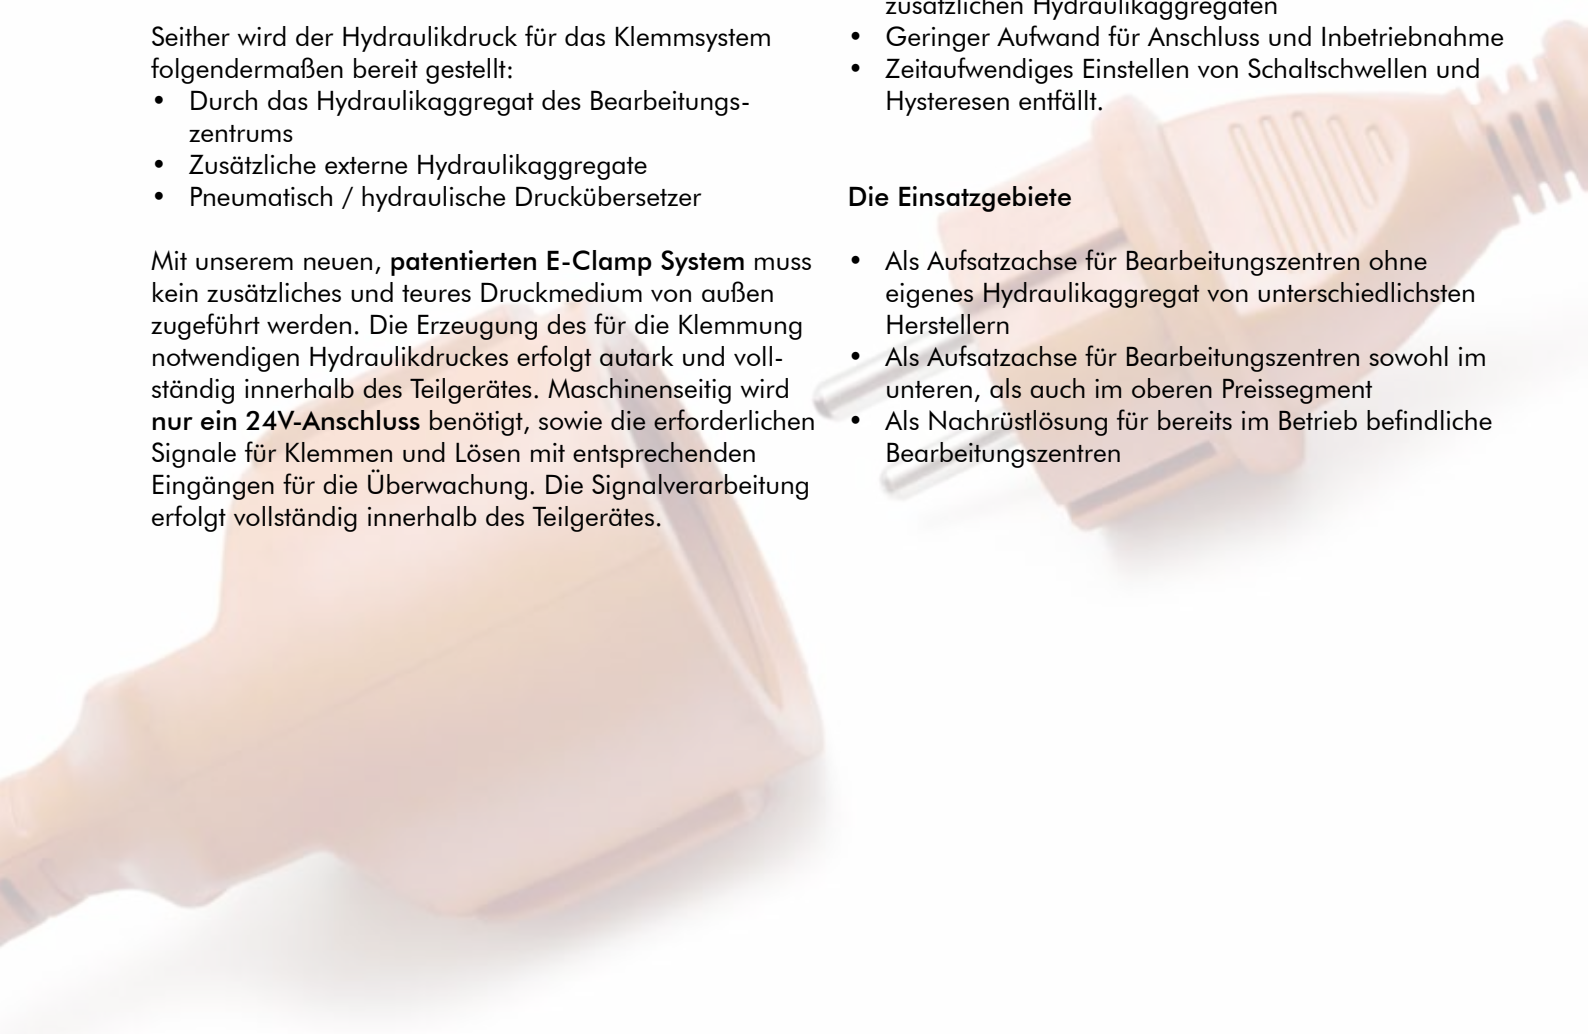 Seither wird der Hydraulikdruck für das Klemmsystem
folgendermaßen bereit gestellt:
• Durch das Hydraulikaggregat des Bearbeitungs-
zentrums
• Zusätzliche externe Hydraulikaggregate
• Pneumatisch / hydraulische Druckübersetzer
Mit unserem neuen, patentierten E-Clamp System muss
kein zusätzliches und teures Druckmedium von außen
zugeführt werden. Die Erzeugung des für die Klemmung
notwendigen Hydraulikdruckes erfolgt autark und voll-
ständig innerhalb des Teilgerätes. Maschinenseitig wird
nur ein 24V-Anschluss benötigt, sowie die erforderlichen
Signale für Klemmen und Lösen mit entsprechenden
Eingängen für die Überwachung. Die Signalverarbeitung
erfolgt vollständig innerhalb des Teilgerätes.
zusätzlichen Hydraulikaggregaten
• Geringer Aufwand für Anschluss und Inbetriebnahme
• Zeitaufwendiges Einstellen von Schaltschwellen und
Hysteresen entfällt.
Die Einsatzgebiete
• Als Aufsatzachse für Bearbeitungszentren ohne
eigenes Hydraulikaggregat von unterschiedlichsten
Herstellern
• Als Aufsatzachse für Bearbeitungszentren sowohl im
unteren, als auch im oberen Preissegment
• Als Nachrüstlösung für bereits im Betrieb befindliche
Bearbeitungszentren